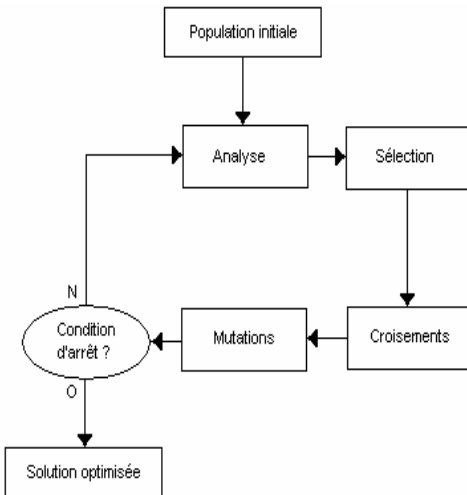 Population initiale
Analyse
Sélection
N
Condition
d'arrêt ?
Mutations
Croisements
O
Solution optimisée